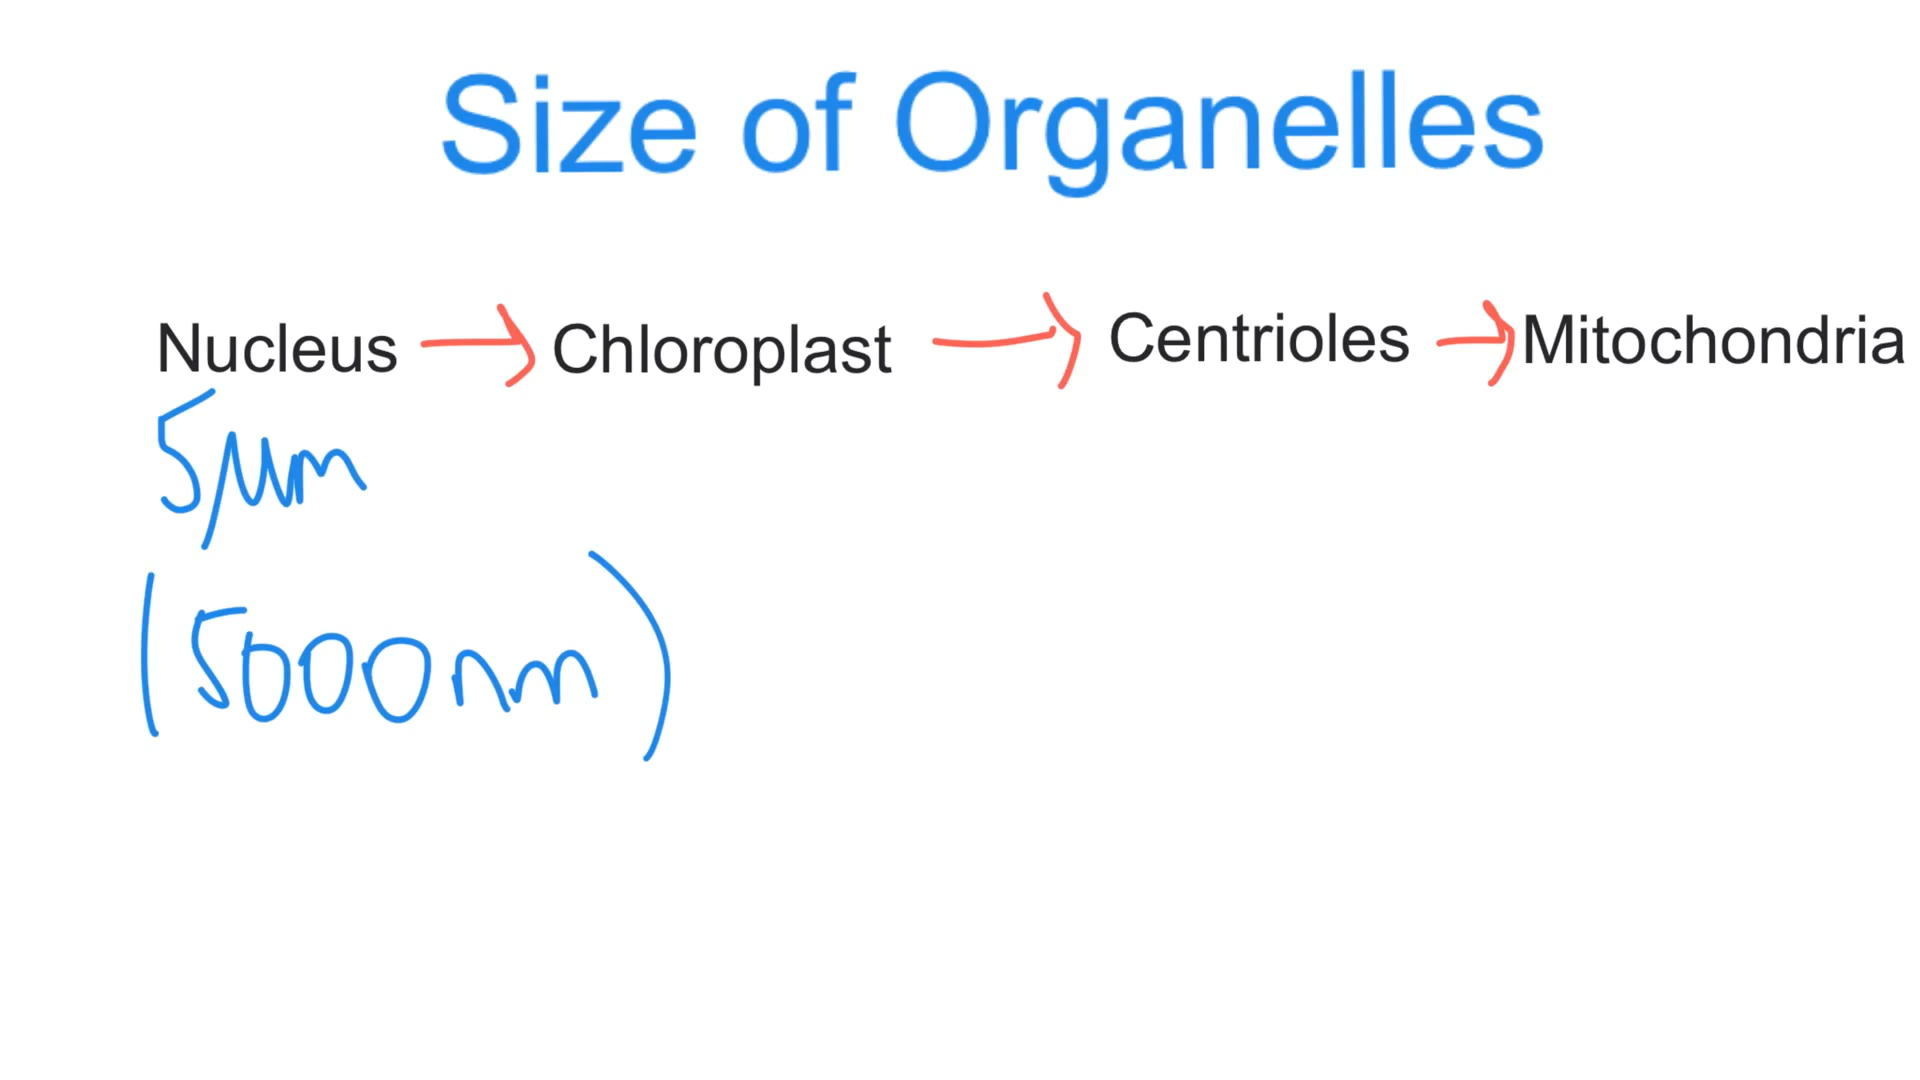 Size of Organelles
Nucleus → Chloroplast → Centrioles → Mitochondria
5μm
(5000nm)